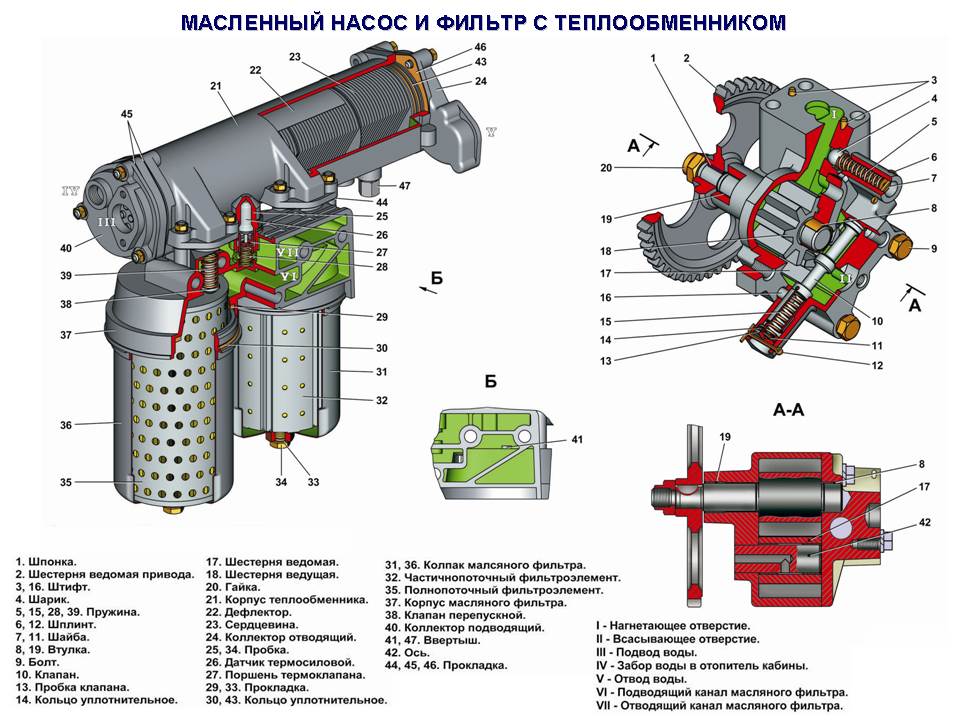 МАСЛЕННЫЙ НАСОС И ФИЛЬТР С ТЕПЛООБМЕННИКОМ
46
43
24
23
22
21
45
IY
III
40
Y
47
44
25
26
27
28
VII
VI
39
38
37
29
30
31
32
36
35
34
33
Б
Б
41
1
2
3
4
5
6
7
8
9
10
11
12
13
14
15
16
17
18
19
20
А
А
I
II
А-А
19
8
17
42
1. Шпонка.
2. Шестерня ведомая привода.
3, 16. Штифт.
4. Шарик.
5, 15, 28, 39. Пружина.
6, 12. Шплинт.
7, 11. Шайба.
8, 19. Втулка.
9. Болт.
10. Клапан.
13. Пробка клапана.
14. Кольцо уплотнительное.
17. Шестерня ведомая.
18. Шестерня ведущая.
20. Гайка.
21. Корпус теплообменника.
22. Дефлектор.
23. Сердцевина.
24. Коллектор отводящий.
25, 34. Пробка.
26. Датчик термосиловой.
27. Поршень термоклапана.
29, 33. Прокладка.
30, 43. Кольцо уплотнительное.
31, 36. Колпак малсяного фильтра.
32. Частичнопоточный фильтроэлемент.
35. Полнопоточный фильтроэлемент.
37. Корпус масляного фильтра.
38. Клапан перепускной.
40. Коллектор подводящий.
41, 47. Ввертыш.
42. Ось.
44, 45, 46. Прокладка.
I - Нагнетающее отверстие.
II - Всасывающее отверстие.
III - Подвод воды.
IV - Забор воды в отопитель кабины.
V - Отвод воды.
VI - Подводящий канал масляного фильтра.
VII - Отводящий канал масляного фильтра.